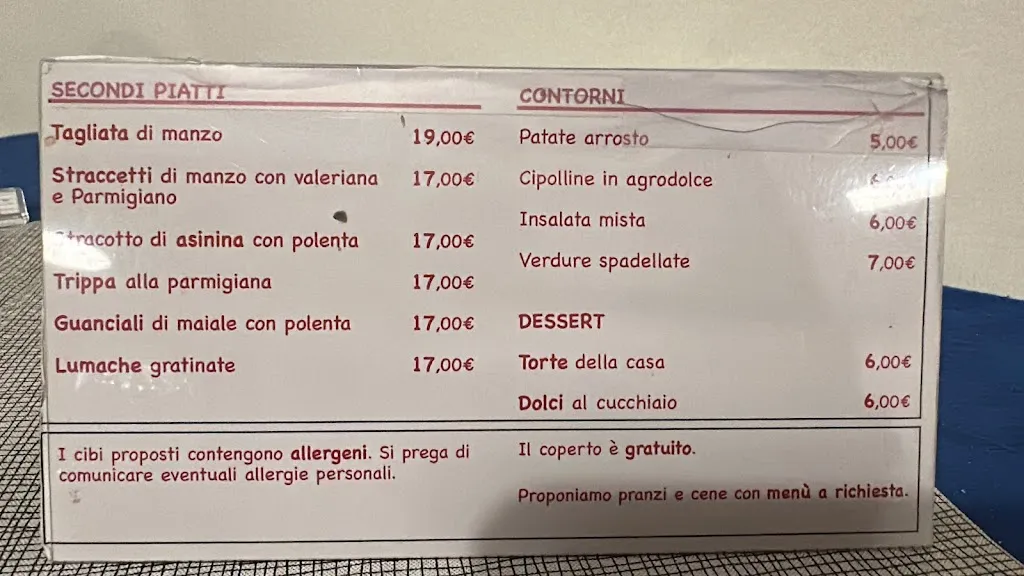 SECONDI PIATTI
Tagliata di manzo 19,00€
Straccetti di manzo con valeriana 17,00€
e Parmigiano
Stracotto di asinina con polenta 17,00€
Trippa alla parmigiana 17,00€
Guanciali di maiale con polenta 17,00€
Lumache gratinate 17,00€
CONTORNI
Patate arrosto 5,00€
Cipolline in agrodolce
Insalata mista 6,00€
Verdure spadellate 7,00€
DESSERT
Torte della casa 6,00€
Dolci al cucchiaio 6,00€
I cibi proposti contengono allergeni. Si prega di
comunicare eventuali allergie personali.
Il coperto è gratuito.
Proponiamo pranzi e cene con menù a richiesta.